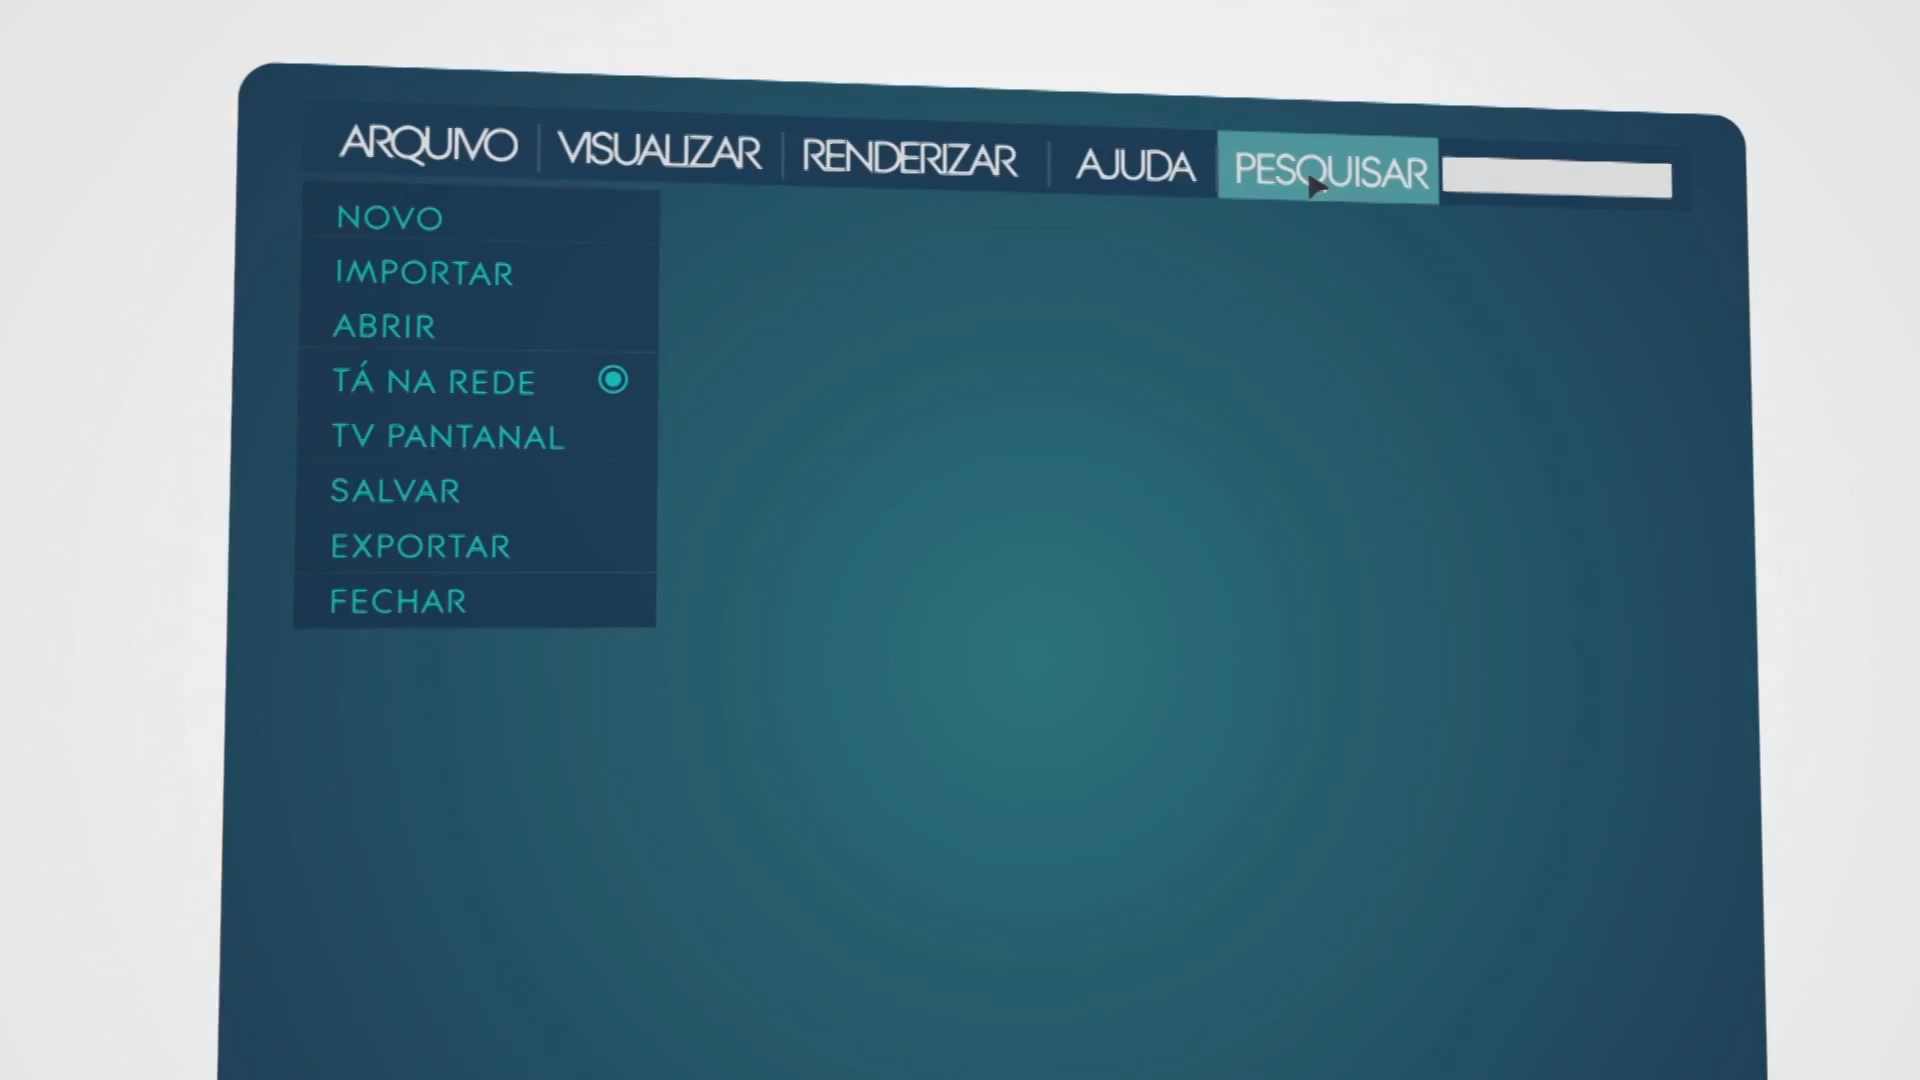 ARQUIVO VISUALIZAR RENDERIZAR AJUDA PESQUISAR
NOVO
IMPORTAR
ABRIR
TÁ NA REDE
TV PANTANAL
SALVAR
EXPORTAR
FECHAR